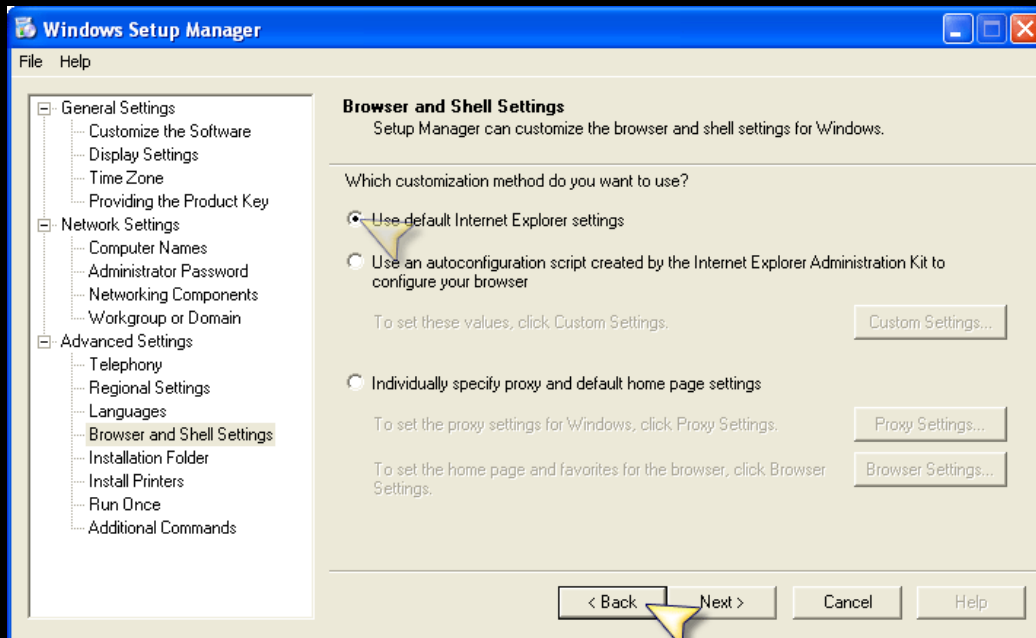 Windows Setup Manager
File Help
General Settings
Customize the Software
Display Settings
Time Zone
Providing the Product Key
Network Settings
Computer Names
Administrator Password
Networking Components
Workgroup or Domain
Advanced Settings
Telephony
Regional Settings
Languages
Browser and Shell Settings
Installation Folder
Install Printers
Run Once
Additional Commands
Browser and Shell Settings
Setup Manager can customize the browser and shell settings for Windows.
Which customization method do you want to use?
Use default Internet Explorer settings
Use an autoconfiguration script created by the Internet Explorer Administration Kit to
configure your browser
To set these values, click Custom Settings.
Custom Settings...
Individually specify proxy and default home page settings
To set the proxy settings for Windows, click Proxy Settings.
Proxy Settings...
To set the home page and favorites for the browser, click Browser
Settings.
Browser Settings...
< Back Next > Cancel Help